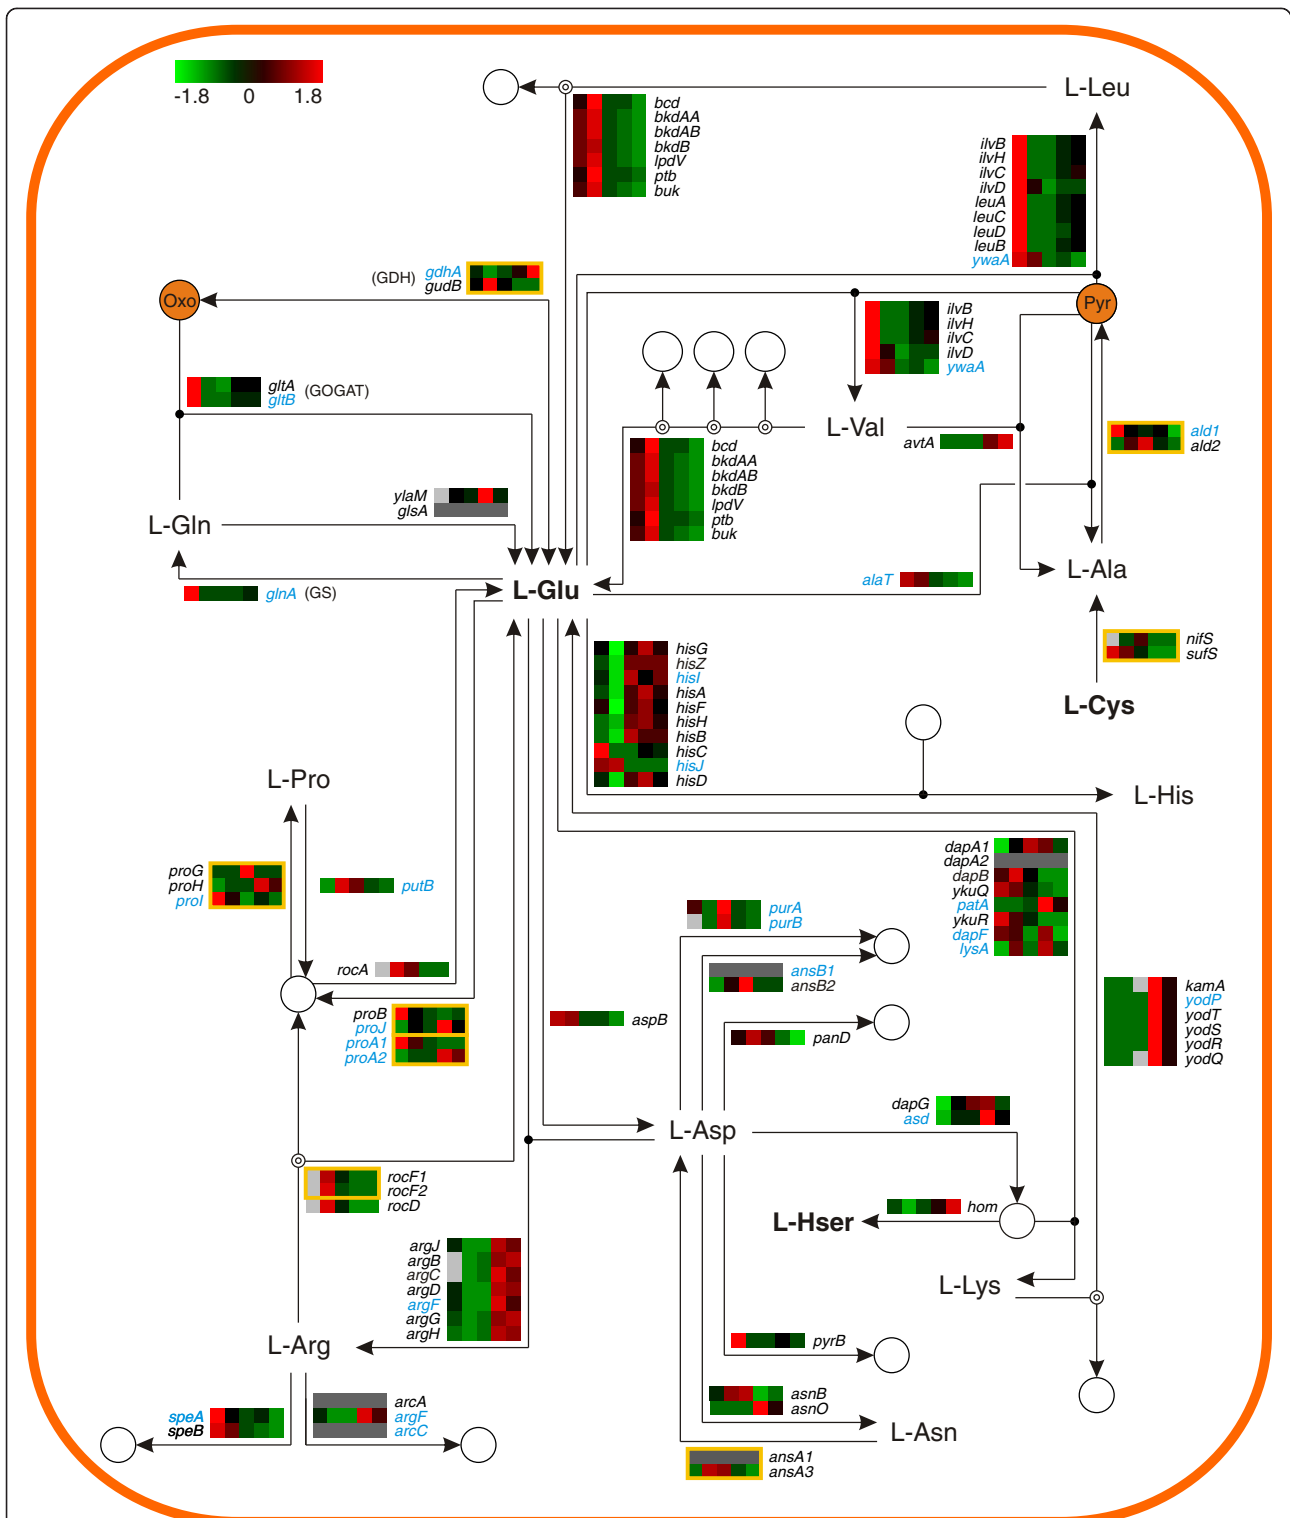 -1.8 0 1.8
L-Leu
bcd
bkdAA
bkdAB
bkdB
lpdV
ptb
buk
ilvB
ilvH
ilvC
ilvD
leuA
leuC
leuD
leuB
ywaA
(GDH) gdhA
gudB
Oxo
Pyr
ilvB
ilvH
ilvC
ilvD
ywaA
gltA
gltB
(GOGAT)
L-Val
avtA
ald1
ald2
bcd
bkdAA
bkdAB
bkdB
lpdV
ptb
buk
ylaM
glsA
L-Gln
L-Glu
glnA (GS)
alaT
L-Ala
nifS
sufS
L-Cys
hisG
hisZ
hisI
hisA
hisF
hisH
hisB
hisC
hisJ
hisD
L-Pro
L-His
proG
proH
proI
putB
dapA1
dapA2
dapB
ykuQ
patA
ykuR
dapF
lysA
purA
purB
rocA
ansB1
ansB2
kamA
yodP
yodT
yodS
yodR
yodQ
proB
proJ
proA1
proA2
aspB
panD
dapG
asd
L-Asp
rocF1
rocF2
rocD
L-Hser
hom
argJ
argB
argC
argD
argF
argG
argH
L-Lys
L-Arg
pyrB
arcA
argF
arcC
speA
speB
asnB
asnO
L-Asn
ansA1
ansA3